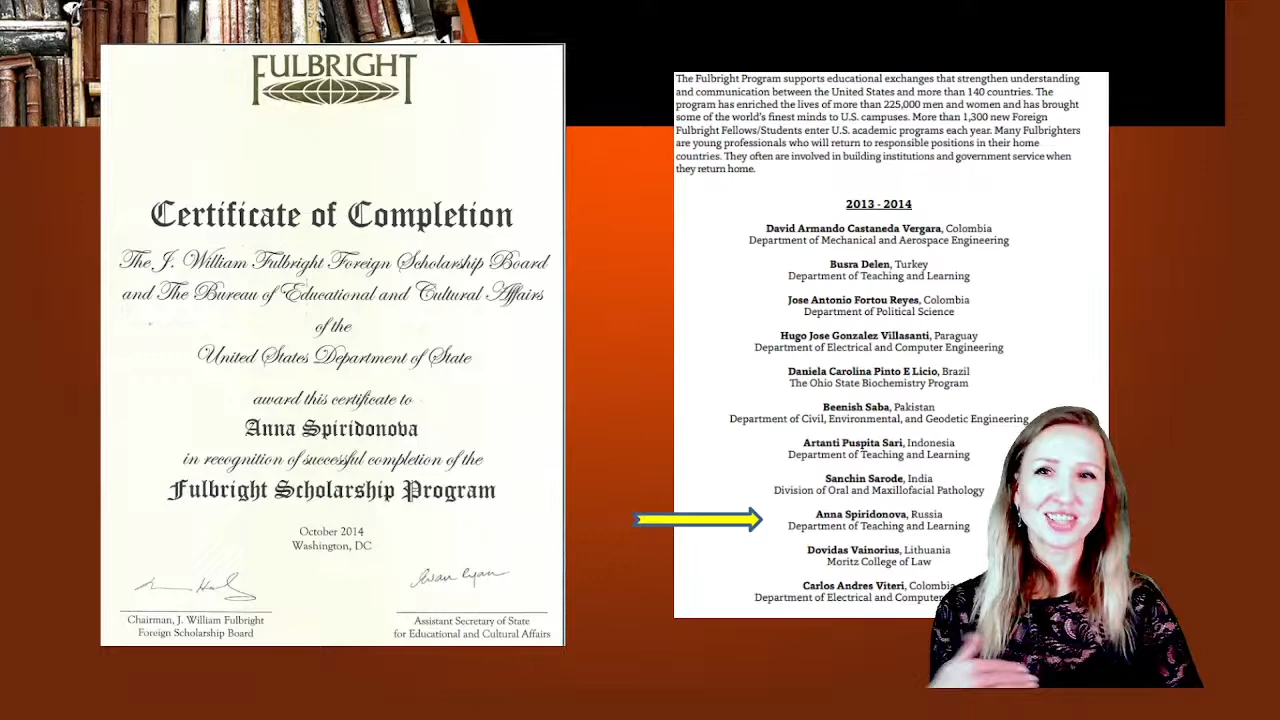 FULBRIGHT
Certificate of Completion
The J. William Fulbright Foreign Scholarship Board
and The Bureau of Educational and Cultural Affairs
of the
United States Department of State
award this certificate to
Anna Spiridonova
in recognition of successful completion of the
Fulbright Scholarship Program
October 2014
Washington, DC
Chairman, J. William Fulbright
Foreign Scholarship Board
Assistant Secretary of State
for Educational and Cultural Affairs
The Fulbright Program supports educational exchanges that strengthen understanding
and communication between the United States and more than 140 countries. The
program has enriched the lives of more than 225,000 men and women and has brought
some of the world's finest minds to U.S. campuses. More than 1,300 new Foreign
Fulbright Fellows/Students enter U.S. academic programs each year. Many Fulbrighters
are young professionals who will return to responsible positions in their home
countries. They often are involved in building institutions and government service when
they return home.
2013 - 2014
David Armando Castaneda Vergara, Colombia
Department of Mechanical and Aerospace Engineering
Busra Delen, Turkey
Department of Teaching and Learning
Jose Antonio Fortou Reyes, Colombia
Department of Political Science
Hugo Jose Gonzalez Villasanti, Paraguay
Department of Electrical and Computer Engineering
Daniela Carolina Pinto E Licio, Brazil
The Ohio State Biochemistry Program
Beenish Saba, Pakistan
Department of Civil, Environmental, and Geodetic Engineering
Artanti Puspita Sari, Indonesia
Department of Teaching and Learning
Sanchin Sarode, India
Division of Oral and Maxillofacial Pathology
Anna Spiridonova, Russia
Department of Teaching and Learning
Dovidas Vainorius, Lithuania
Moritz College of Law
Carlos Andres Viteri, Colombia
Department of Electrical and Computer